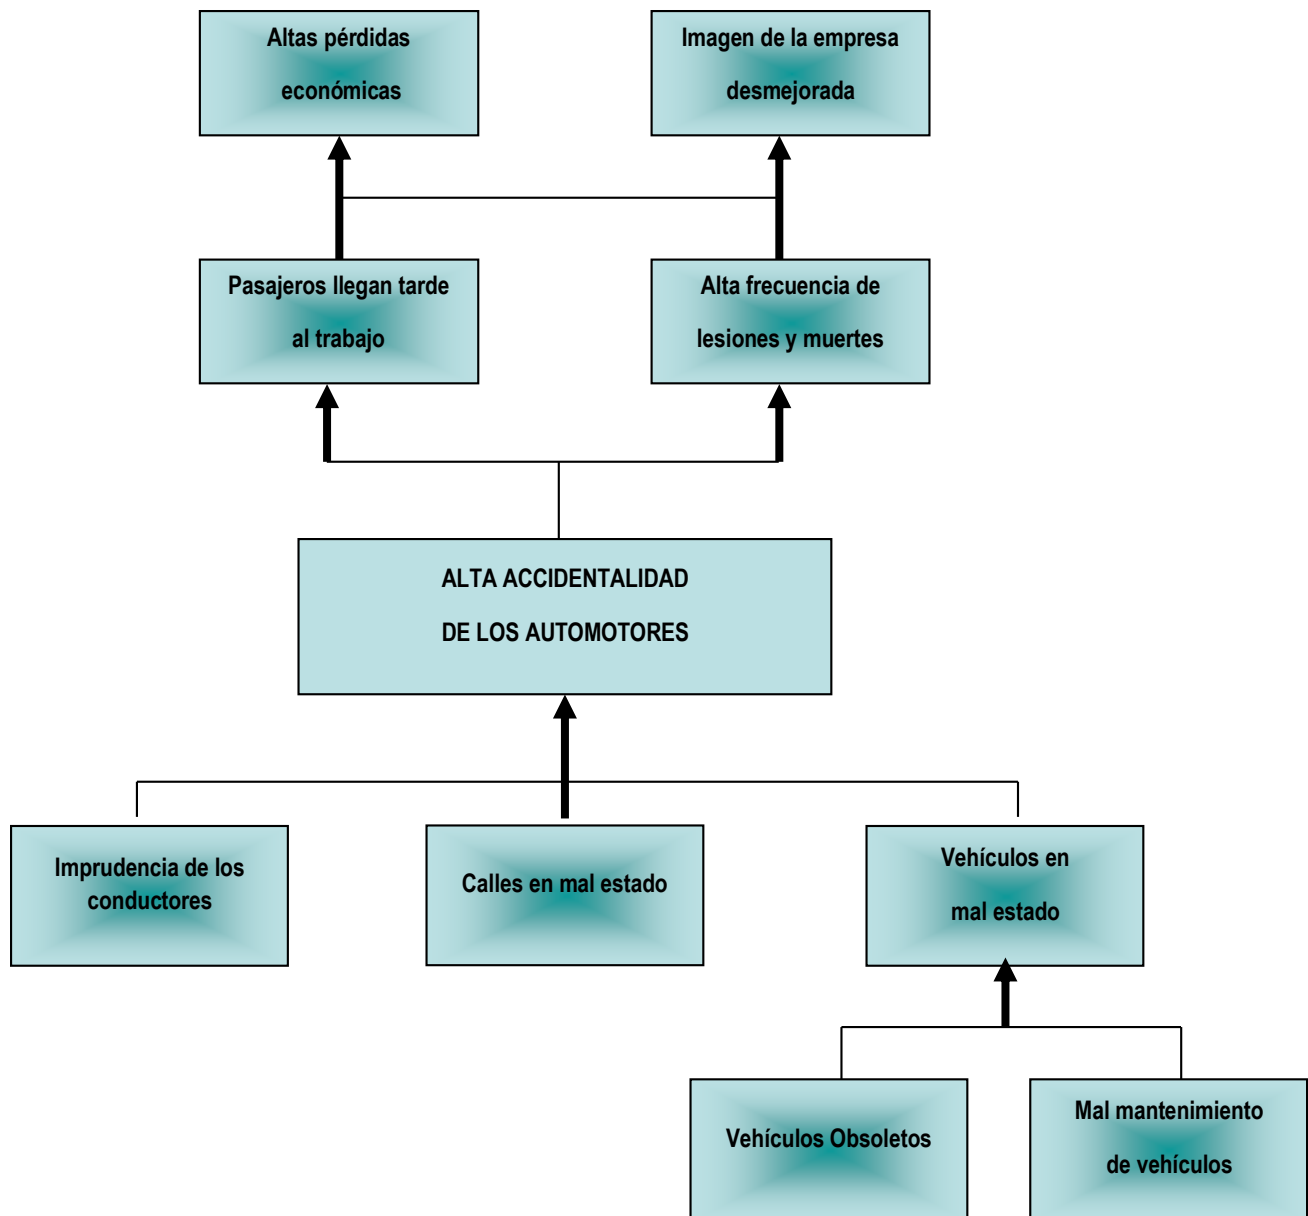 Altas pérdidas
económicas
Imagen de la empresa
desmejorada
Pasajeros llegan tarde
al trabajo
Alta frecuencia de
lesiones y muertes
ALTA ACCIDENTALIDAD
DE LOS AUTOMOTORES
Imprudencia de los
conductores
Calles en mal estado
Vehículos en
mal estado
Vehículos Obsoletos
Mal mantenimiento
de vehículos